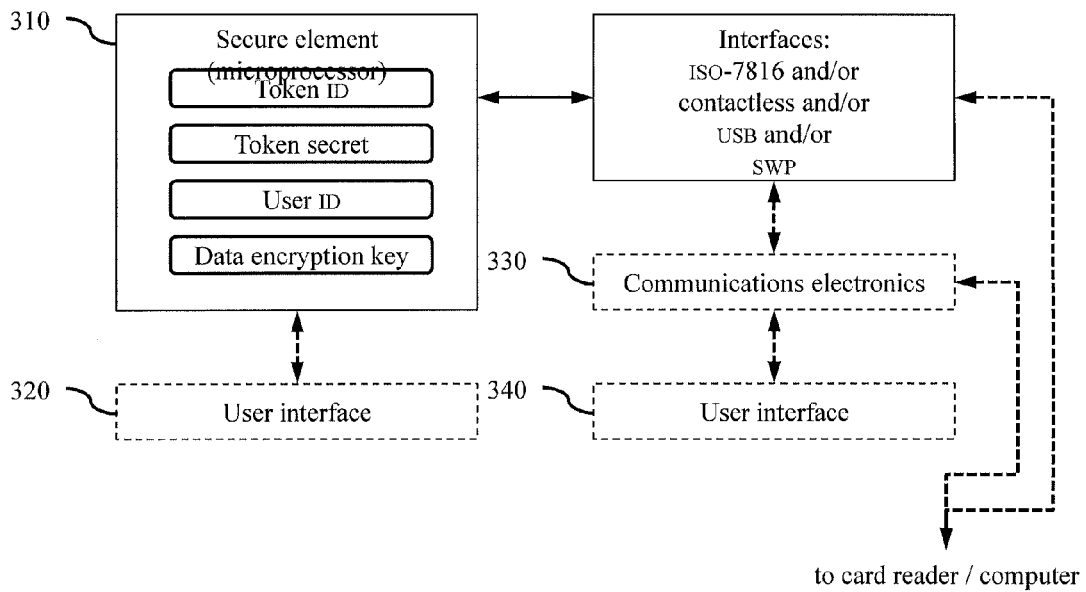 310
Secure element
(microprocessor)
Token ID
Token secret
User ID
Data encryption key
Interfaces:
ISO-7816 and/or
contactless and/or
USB and/or
SWP
330
Communications electronics
320
User interface
340
User interface
to card reader / computer